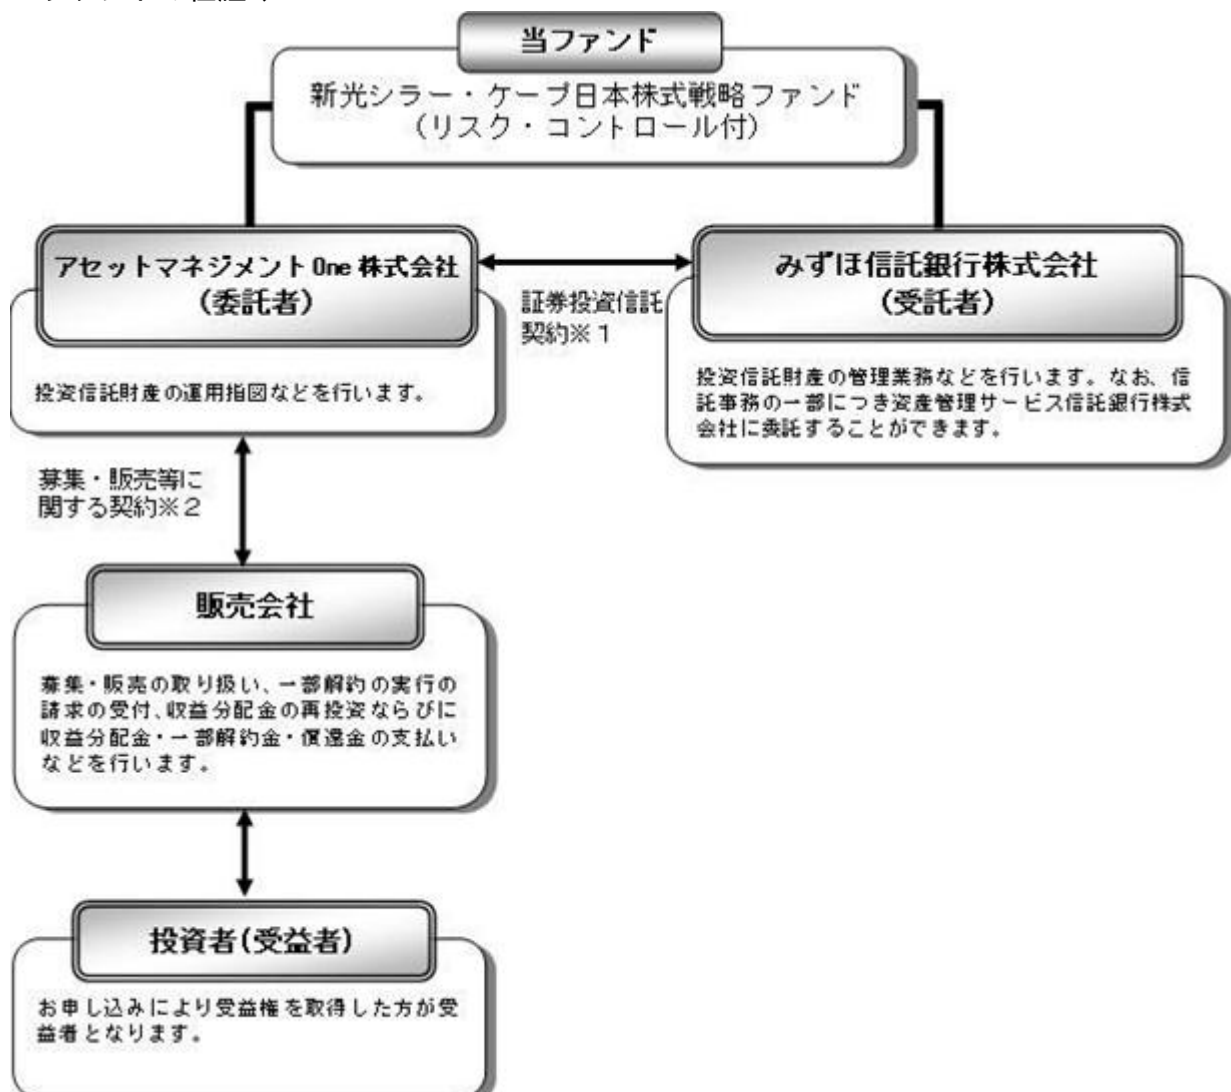 当ファンド
新光シラー・ケープ日本株式戦略ファンド
(リスク・コントロール付)
アセットマネジメントOne株式会社
(委託者)
証券投資信託
契約※1
みずほ信託銀行株式会社
(受託者)
投資信託財産の運用指図などを行います。
投資信託財産の管理業務などを行います。なお、信
託事務の一部につき資産管理サービス信託銀行株式
会社に委託することができます。
募集・販売等に
関する契約※2
販売会社
募集・販売の取り扱い、一部解約の実行の
請求の受付、収益分配金の再投資ならびに
収益分配金・一部解約金・償還金の支払い
などを行います。
投資者(受益者)
お申し込みにより受益権を取得した方が受
益者となります。